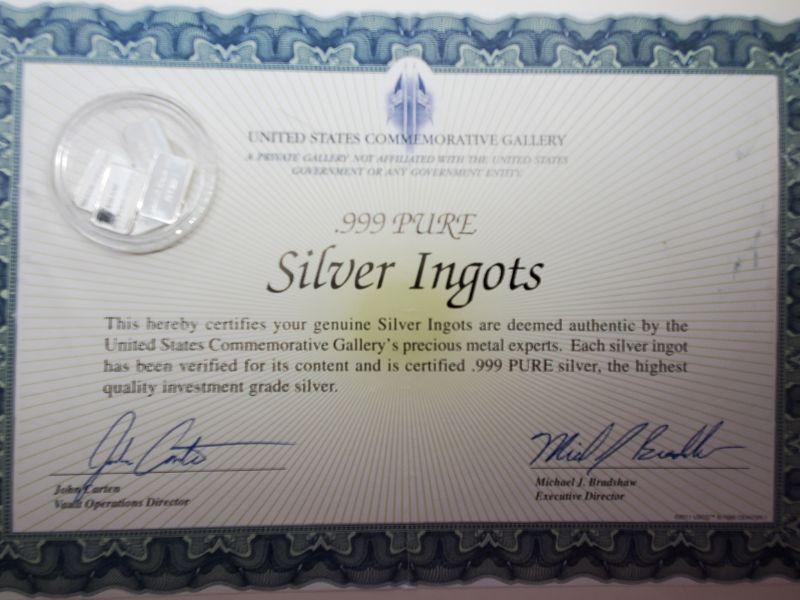 UNITED STATES COMMEMORATIVE GALLERY
A PRIVATE GALLERY NOT AFFILIATED WITH THE UNITED STATES
GOVERNMENT OR ANY GOVERNMENT ENTITY.
.999 PURE
Silver Ingots
This hereby certifies your genuine Silver Ingots are deemed authentic by the
United States Commemorative Gallery's precious metal experts. Each silver ingot
has been verified for its content and is certified .999 PURE silver, the highest
quality investment grade silver.
John Carten
Vault Operations Director
Michael J. Bradshaw
Executive Director